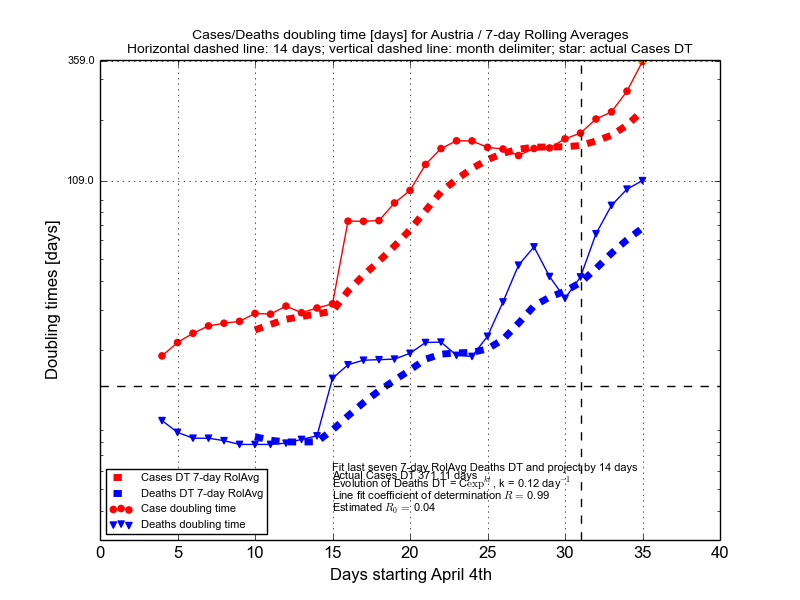 Cases/Deaths doubling time [days] for Austria / 7-day Rolling Averages
Horizontal dashed line: 14 days; vertical dashed line: month delimiter; star: actual Cases DT
359.0
109.0
Doubling times [days]
Fit last seven 7-day RolAvg Deaths DT and project by 14 days
Actual Cases DT 371.11 days
Evolution of Deaths DT = Cexp^kt, k = 0.12 day^−1
Line fit coefficient of determination R = 0.99
Estimated R_0 = 0.04
Cases DT 7-day RolAvg
Deaths DT 7-day RolAvg
Case doubling time
Deaths doubling time
0 5 10 15 20 25 30 35 40
Days starting April 4th